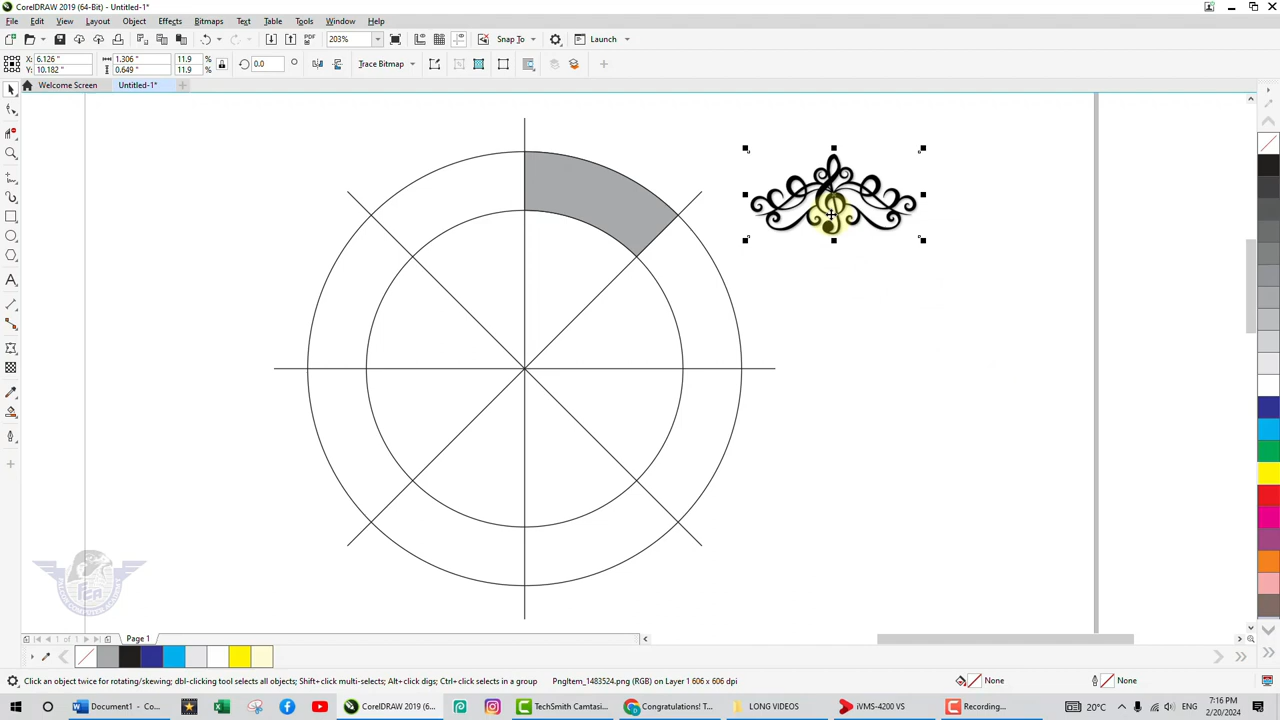 CorelDRAW 2019 (64-Bit) - Untitled-1*
File Edit View Layout Object Effects Bitmaps Text Table Tools Window Help
PDF 203% Snap To Launch
X: 6.126 " 1.306 " 11.9 % 0.0 Trace Bitmap
Y: 10.182 " 0.649 " 11.9 %
Welcome Screen Untitled-1*
FCA
1 of 1 Page 1
Click an object twice for rotating/skewing; dbl-clicking tool selects all objects; Shift+click multi-selects; Alt+click digs; Ctrl+click selects in a group PngItem_1483524.png (RGB) on Layer 1 606 x 606 dpi None None
Document1 - Co... CorelDRAW 2019 (6... TechSmith Camtasi... Congratulations! T... LONG VIDEOS iVMS-4200 VS Recording... 20°C ENG 7:16 PM
2/20/2024